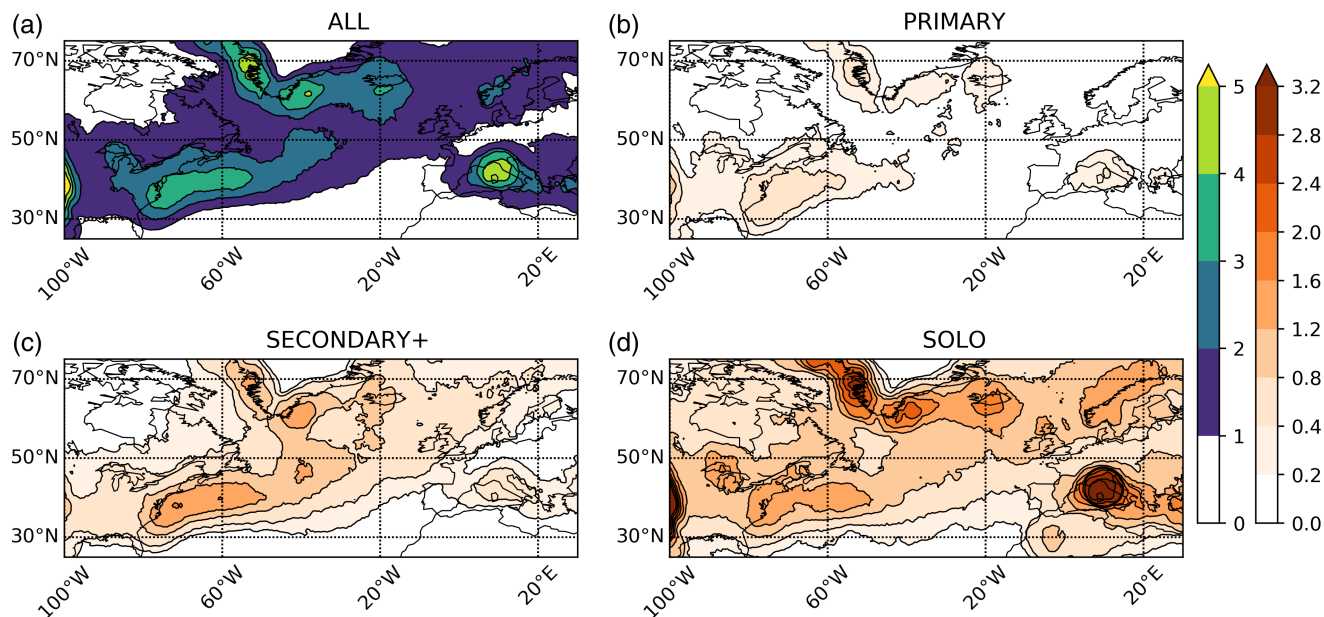 (a) ALL
(b) PRIMARY
70°N
50°N
30°N
100°W
60°W
20°W
20°E
70°N
50°N
30°N
100°W
60°W
20°W
20°E
(c) SECONDARY+
(d) SOLO
70°N
50°N
30°N
100°W
60°W
20°W
20°E
70°N
50°N
30°N
100°W
60°W
20°W
20°E
5
4
3
2
1
0
3.2
2.8
2.4
2.0
1.6
1.2
0.8
0.4
0.2
0.0